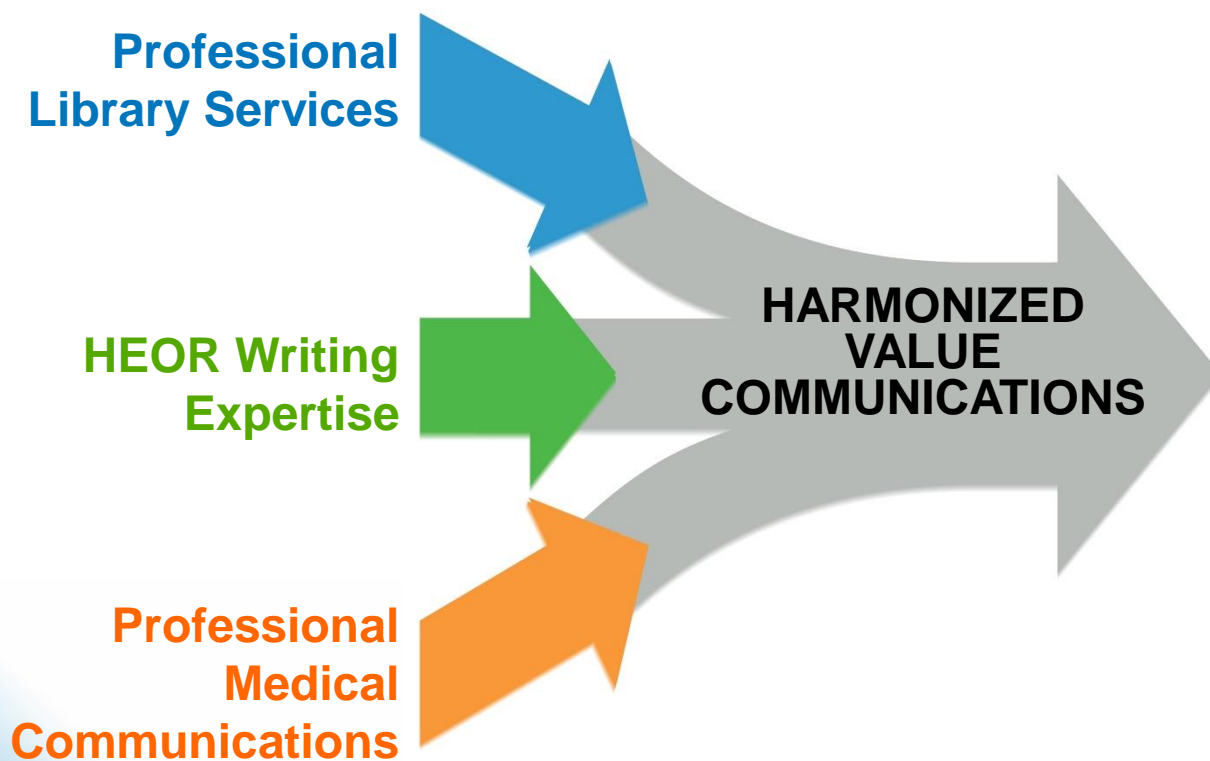 Professional
Library Services
HEOR Writing
Expertise
Professional
Medical
Communications
HARMONIZED
VALUE
COMMUNICATIONS